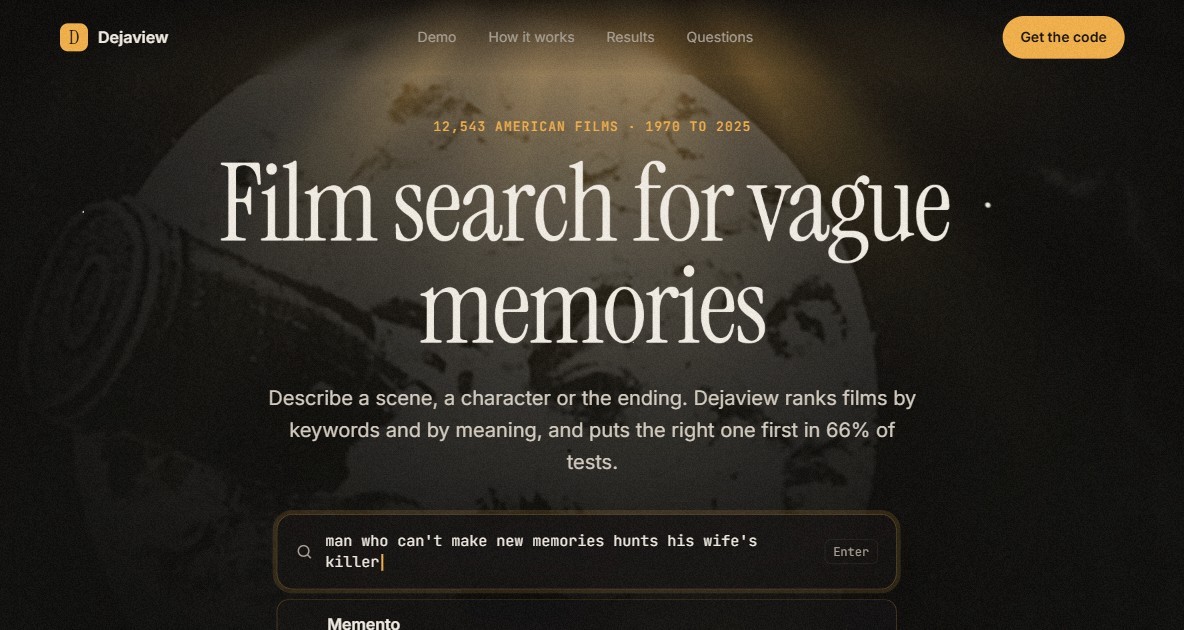 D Dejaview
Demo How it works Results Questions
Get the code
12,543 AMERICAN FILMS · 1970 TO 2025
Film search for vague
memories
Describe a scene, a character or the ending. Dejaview ranks films by
keywords and by meaning, and puts the right one first in 66% of
tests.
man who can't make new memories hunts his wife's
killer
Enter
Memento